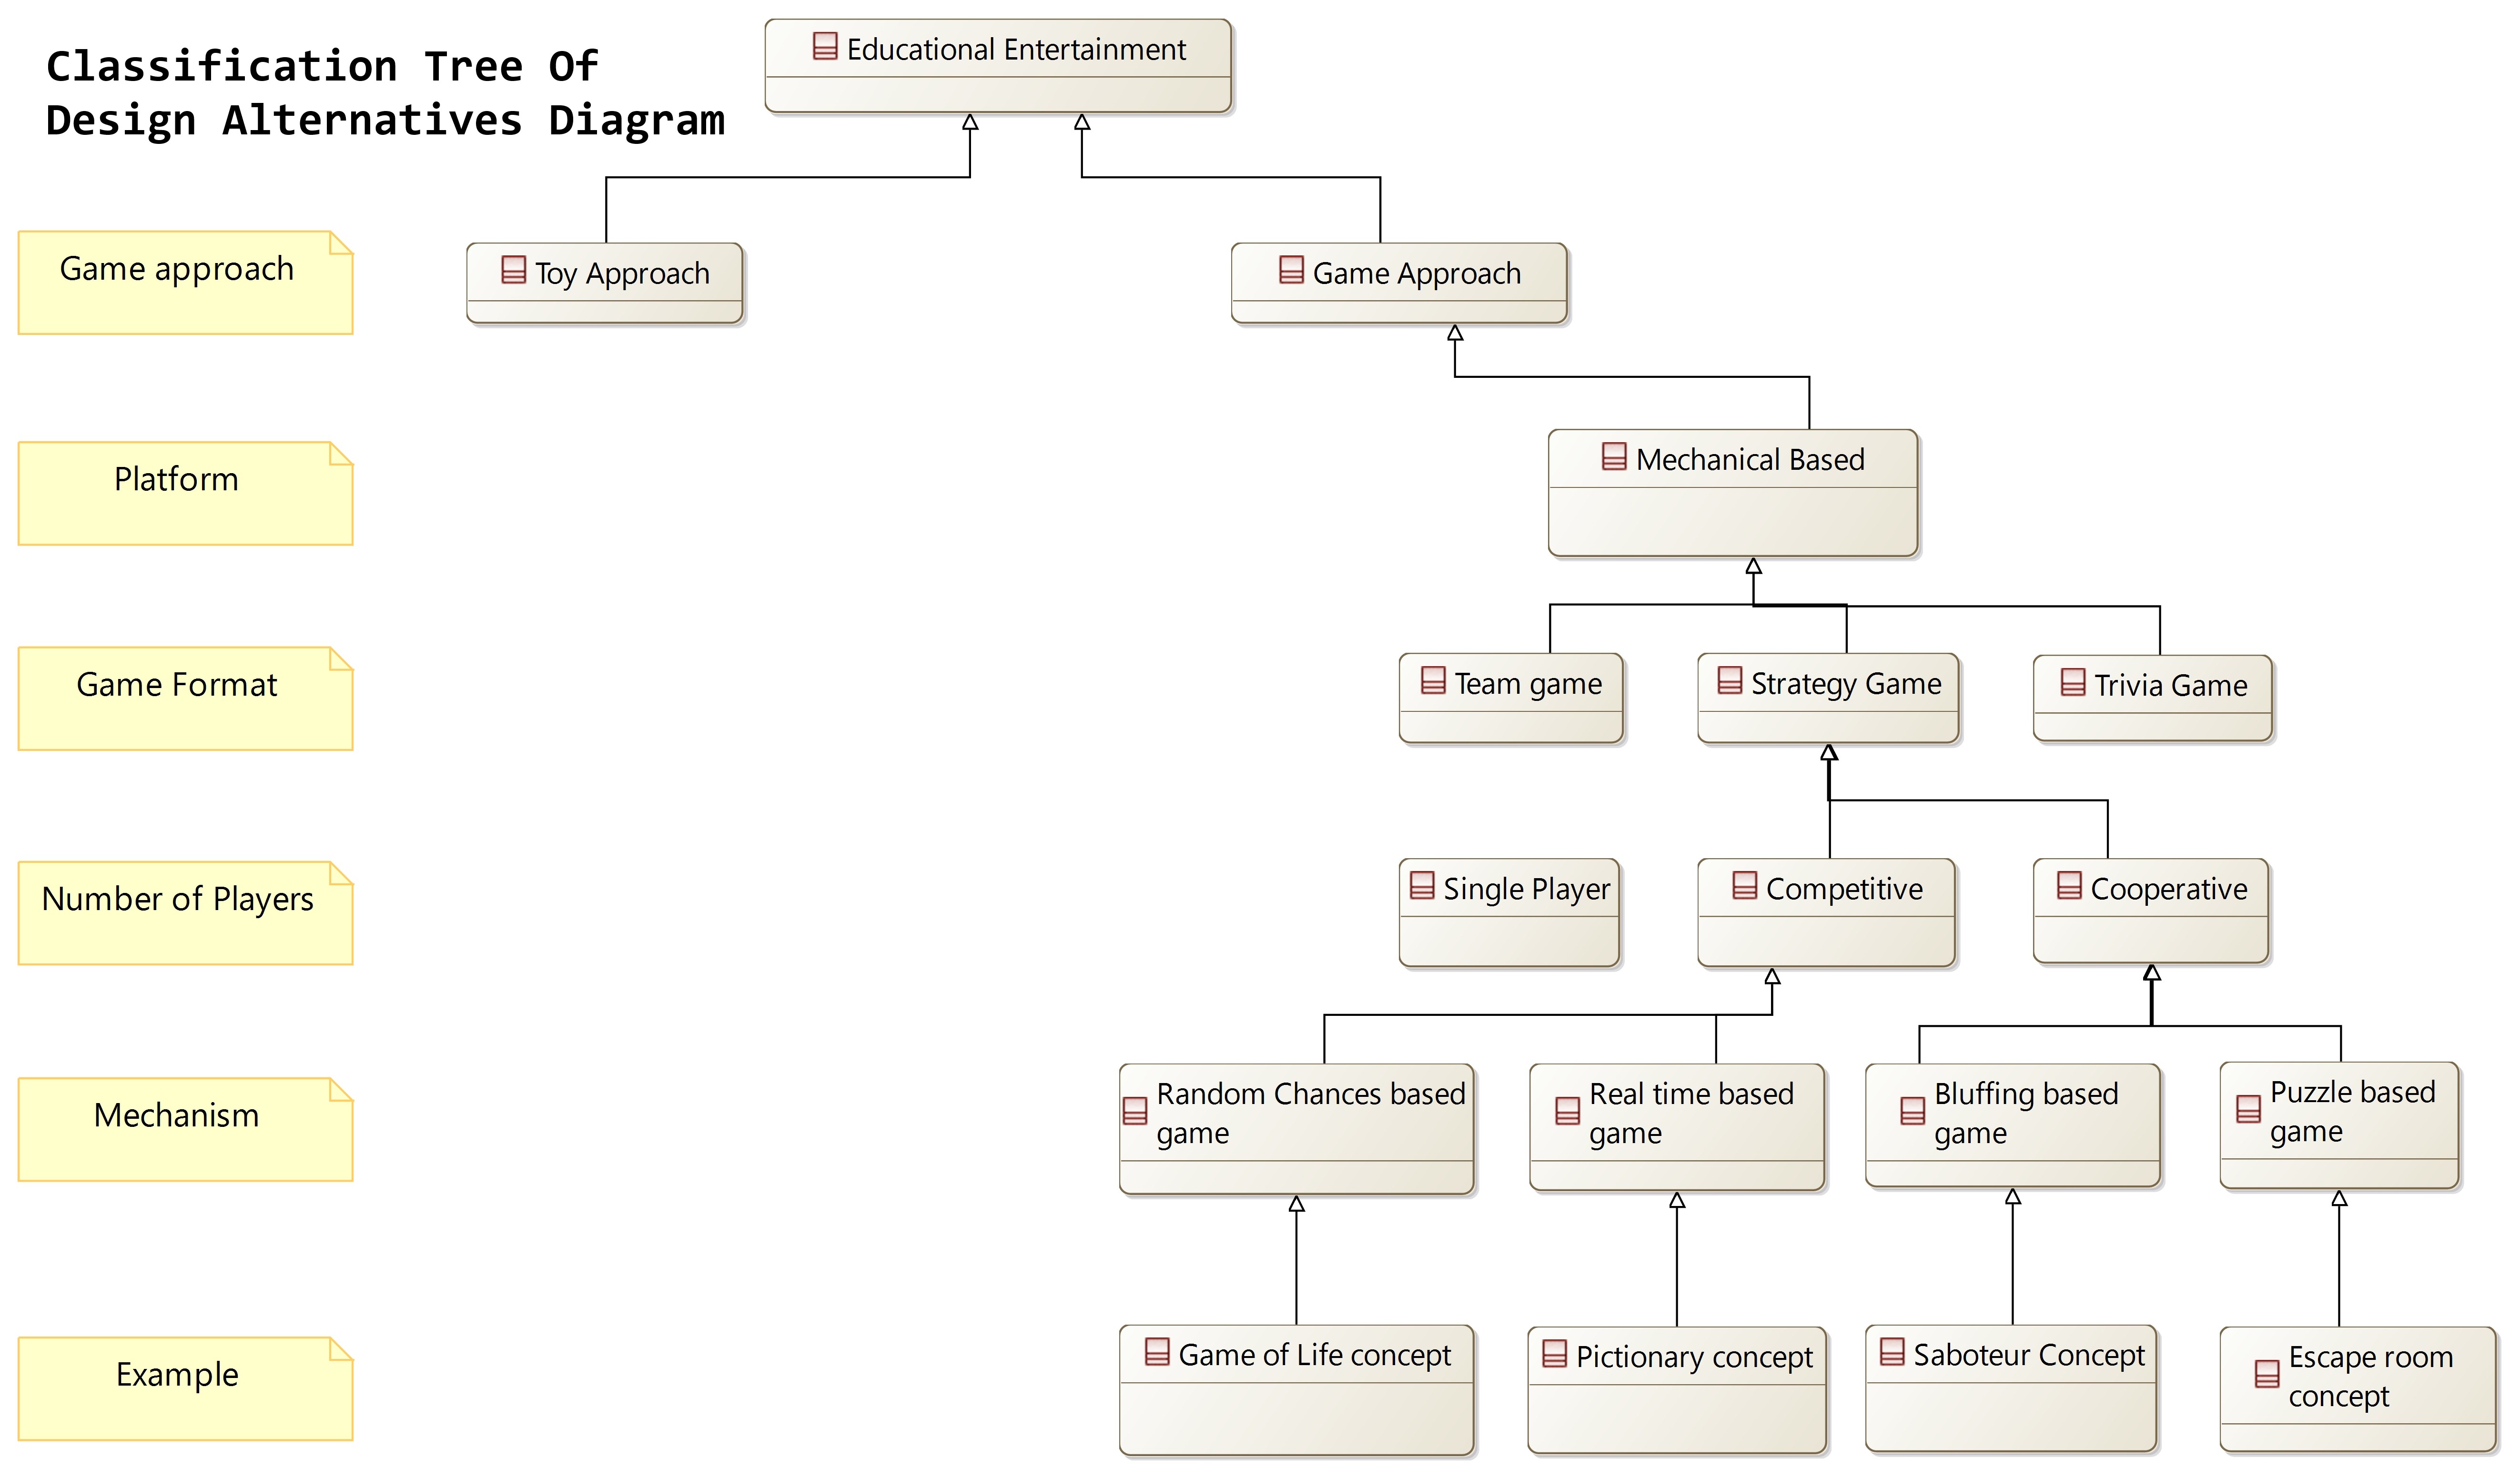 Classification Tree Of
Design Alternatives Diagram
Educational Entertainment
Game approach
Toy Approach
Game Approach
Platform
Mechanical Based
Game Format
Team game
Strategy Game
Trivia Game
Number of Players
Single Player
Competitive
Cooperative
Mechanism
Random Chances based
game
Real time based
game
Bluffing based
game
Puzzle based
game
Example
Game of Life concept
Pictionary concept
Saboteur Concept
Escape room
concept